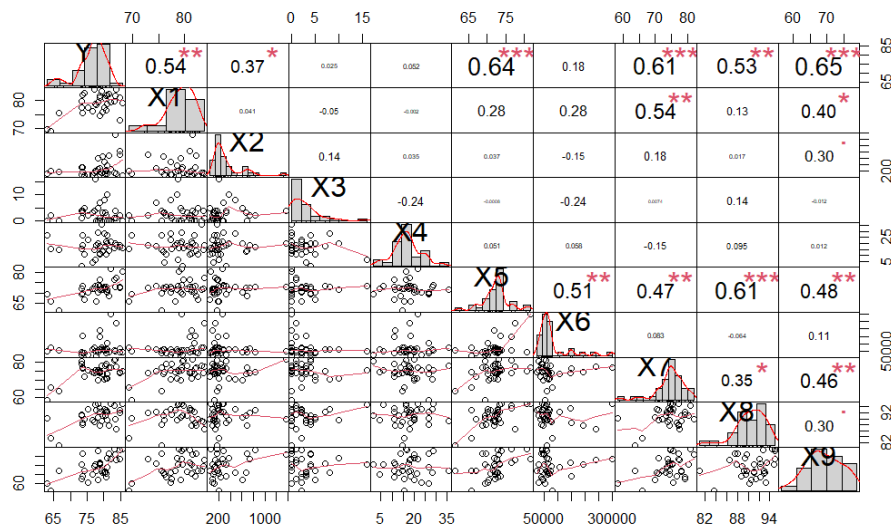 70 80 0 5 15 65 75 60 70 80 60 70
Y 0.54 ** 0.37 * 0.025 0.052 0.64 *** 0.18 0.61 *** 0.53 ** 0.65 *** 65 85
70 80 X1 0.041 -0.05 -0.002 0.28 0.28 0.54 ** 0.13 0.40 *
X2 0.14 0.035 0.037 -0.15 0.18 0.017 0.30 . 200
0 10 X3 -0.24 -0.24 0.14 -0.012
X4 0.051 0.058 -0.15 0.095 0.012 5 15 25
65 75 X5 0.51 ** 0.47 ** 0.61 ** 0.48 **
X6 0.083 -0.064 0.11 50000
60 70 80 X7 0.35 * 0.46 **
X8 0.30 . 82 92
60 X9
65 75 85 200 1000 5 20 35 50000 300000 82 88 94